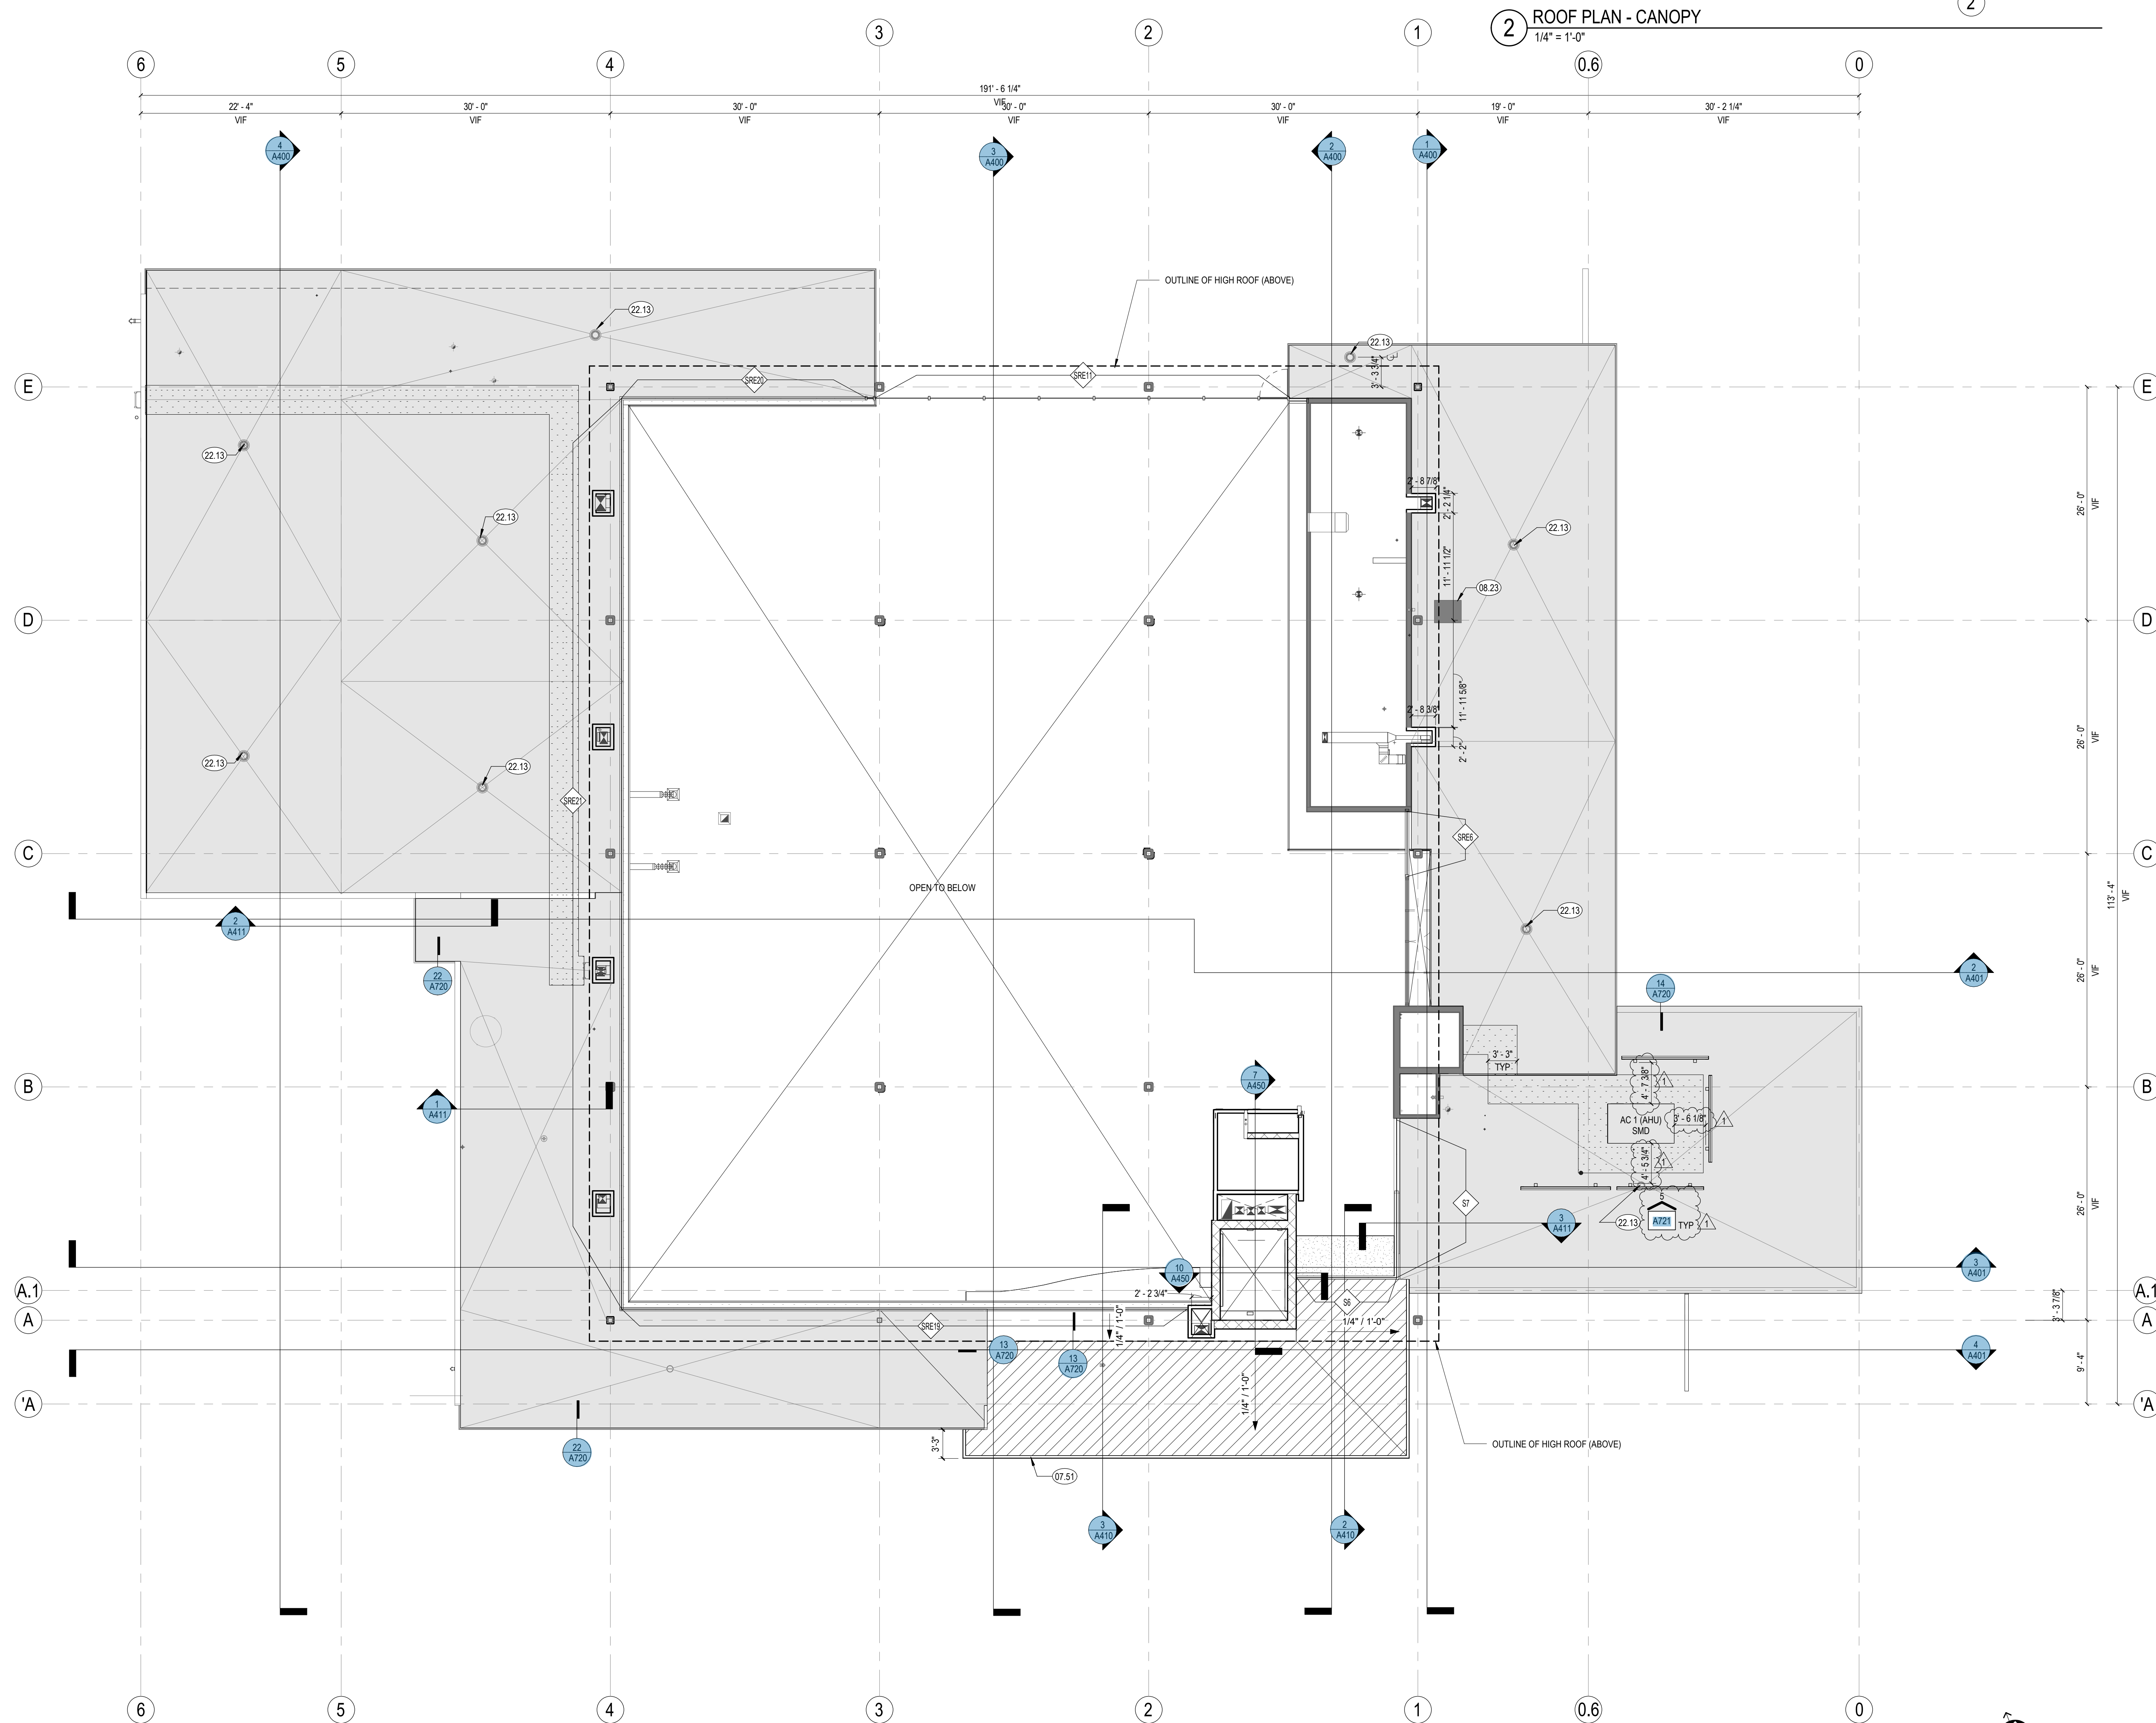 2
2 ROOF PLAN - CANOPY
1/4" = 1'-0"
3 2 1
6 5 4 0.6 0
191' - 6 1/4"
VIF
22' - 4" 30' - 0" 30' - 0" 30' - 0" 30' - 0" 19' - 0" 30' - 2 1/4"
VIF VIF VIF VIF VIF VIF VIF
4
A400
3
A400
2
A400
1
A400
OUTLINE OF HIGH ROOF (ABOVE)
22.13
22.13
3' - 3 3/4"
E SRE20 SRE11 E
22.13
22.13
2' - 8 7/8"
2' - 2 1/4"
26' - 0"
VIF
22.13
11' - 11 1/2"
08.23
D D
11' - 11 5/8"
2' - 8 3/8"
2' - 2"
26' - 0"
VIF
22.13
22.13
SRE21
SRE6
C C
OPEN TO BELOW
113' - 4"
VIF
22.13
2
A411
22
A720
2
A401
26' - 0"
VIF
14
A720
3' - 3"
TYP
7
A450
B B
4' - 7 3/8"
1
1
A411
AC 1 (AHU)
SMD
3' - 6 1/8"
1
4' - 5 3/4"
1
26' - 0"
VIF
S7
5
A721
TYP
1
22.13
3
A411
10
A450
3
A401
A.1 A.1
2' - 2 3/4"
S6
3' - 3 7/8"
A SRE19 A
1/4" / 1'-0"
1/4" / 1'-0"
13
A720
13
A720
4
A401
9' - 4"
1/4" / 1'-0"
'A 'A
22
A720
3'-3"
OUTLINE OF HIGH ROOF (ABOVE)
07.51
3
A410
2
A410
6 5 4 3 2 1 0.6 0